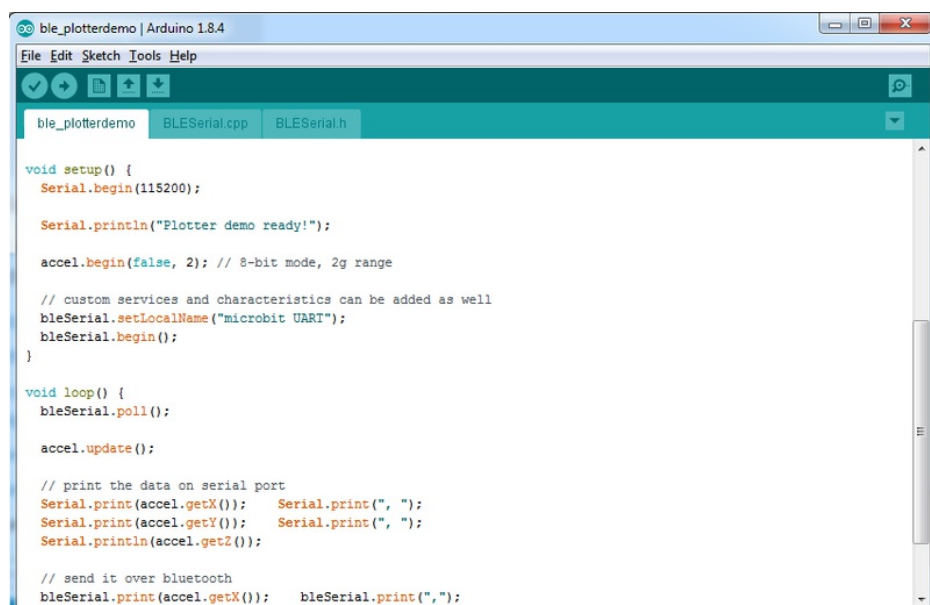 ble_plotterdemo | Arduino 1.8.4
File Edit Sketch Tools Help
ble_plotterdemo BLESerial.cpp BLESerial.h
void setup() {
  Serial.begin(115200);

  Serial.println("Plotter demo ready!");

  accel.begin(false, 2); // 8-bit mode, 2g range

  // custom services and characteristics can be added as well
  bleSerial.setLocalName("microbit UART");
  bleSerial.begin();
}

void loop() {
  bleSerial.poll();

  accel.update();

  // print the data on serial port
  Serial.print(accel.getX());    Serial.print(", ");
  Serial.print(accel.getY());    Serial.print(", ");
  Serial.println(accel.getZ());

  // send it over bluetooth
  bleSerial.print(accel.getX());    bleSerial.print(",");